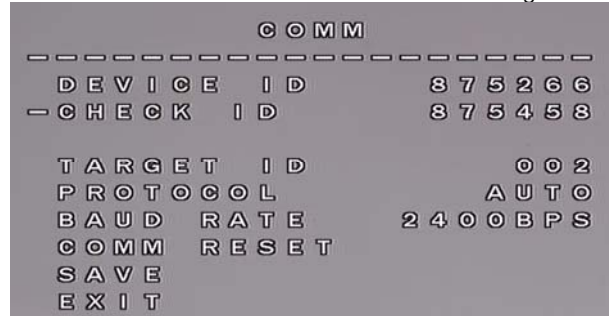 COMM
DEVICE ID 875266
-CHECK ID 875458
TARGET ID 002
PROTOCOL AUTO
BAUD RATE 2400BPS
COMM RESET
SAVE
EXIT